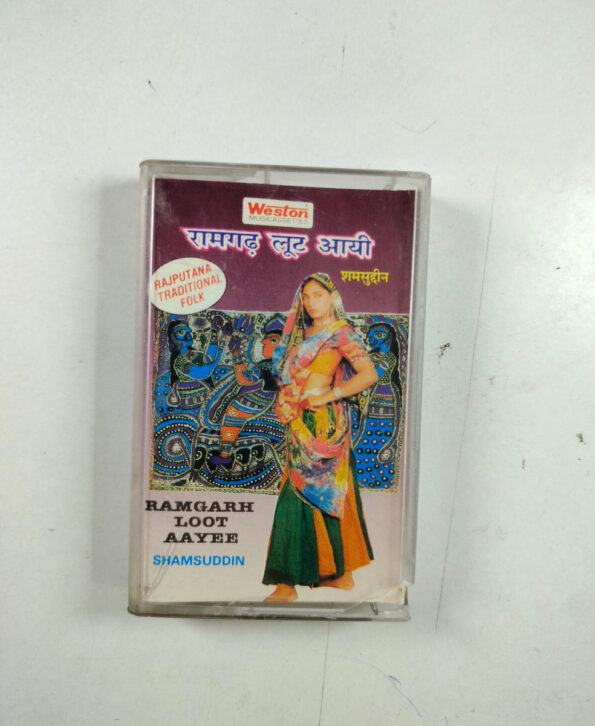 Weston
MUSICASSETTES
रामगढ़ लूट आयी
शमसुद्दीन
RAJPUTANA
TRADITIONAL
FOLK
RAMGARH
LOOT
AAYEE
SHAMSUDDIN